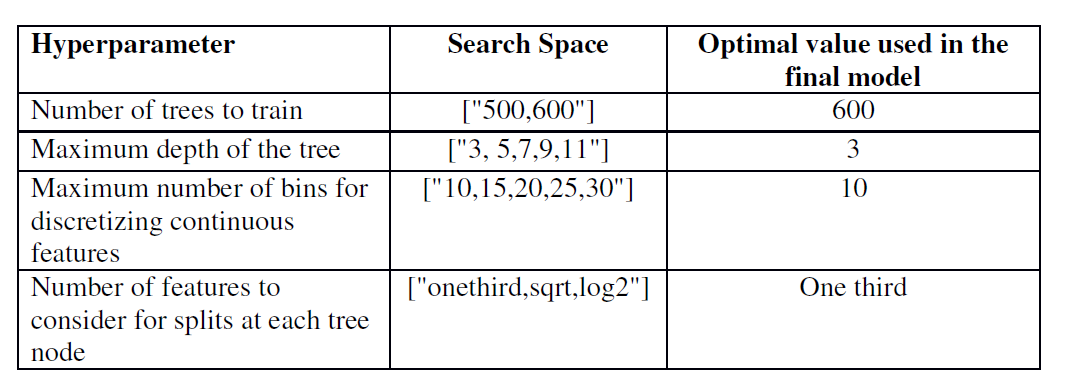 Hyperparameter
Search Space
Optimal value used in the
final model
Number of trees to train
["500,600"]
600
Maximum depth of the tree
["3, 5,7,9,11"]
3
Maximum number of bins for
discretizing continuous
features
["10,15,20,25,30"]
10
Number of features to
consider for splits at each tree
node
["onethird,sqrt,log2"]
One third